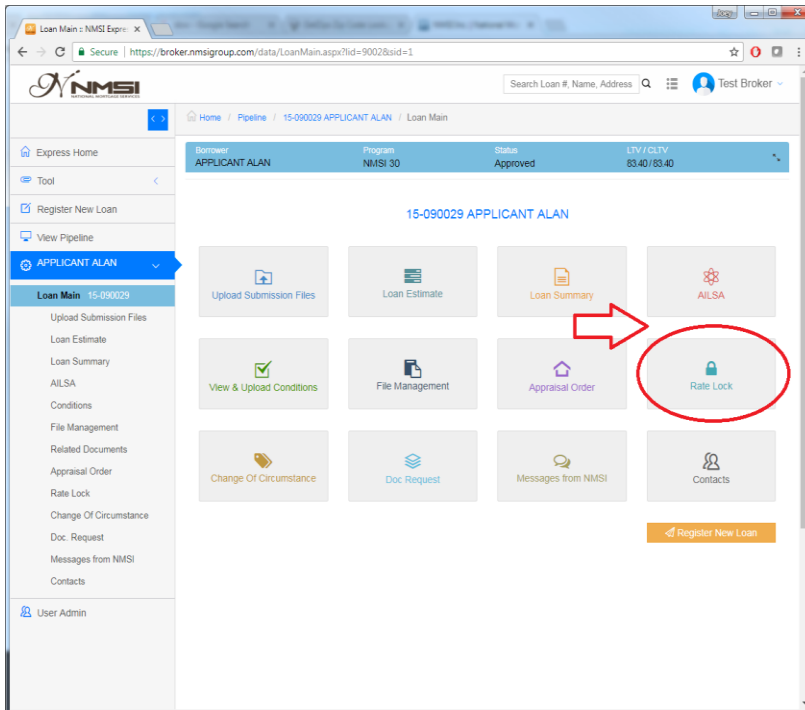 Joey
Loan Main :: NMSI Expres
Secure | https://broker.nmsigroup.com/data/LoanMain.aspx?lid=9002&sid=1
NMSI
NATIONAL MORTGAGE SERVICES
Search Loan #, Name, Address
Test Broker
Home / Pipeline / 15-090029 APPLICANT ALAN / Loan Main
Express Home
Tool
Register New Loan
View Pipeline
APPLICANT ALAN
Loan Main 15-090029
Upload Submission Files
Loan Estimate
Loan Summary
AILSA
Conditions
File Management
Related Documents
Appraisal Order
Rate Lock
Change Of Circumstance
Doc. Request
Messages from NMSI
Contacts
User Admin
Borrower Program Status LTV / CLTV
APPLICANT ALAN NMSI 30 Approved 83.40 / 83.40
15-090029 APPLICANT ALAN
Upload Submission Files Loan Estimate Loan Summary AILSA
View & Upload Conditions File Management Appraisal Order Rate Lock
Change Of Circumstance Doc Request Messages from NMSI Contacts
Register New Loan